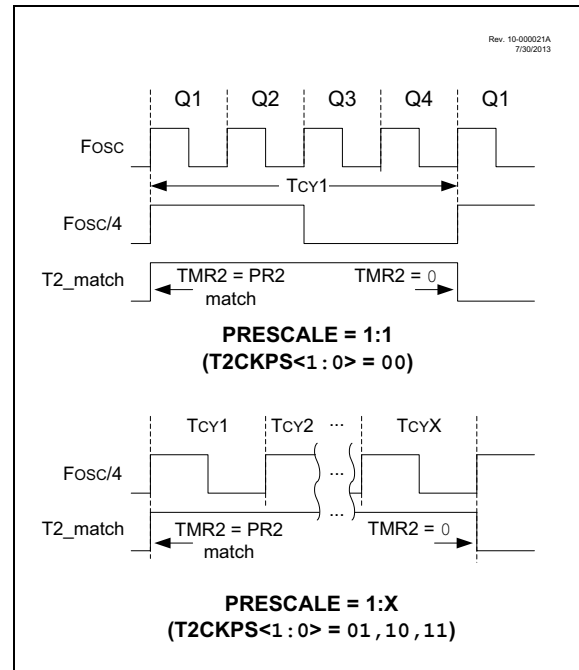 Rev. 10-000021A
7/30/2013
Q1 Q2 Q3 Q4 Q1
FOSC
TCY1
FOSC/4
T2_match
TMR2 = PR2
match
TMR2 = 0
PRESCALE = 1:1
(T2CKPS<1:0> = 00)
TCY1 TCY2 ... TCYX
FOSC/4
...
T2_match
...
TMR2 = PR2
match
TMR2 = 0
PRESCALE = 1:X
(T2CKPS<1:0> = 01,10,11)